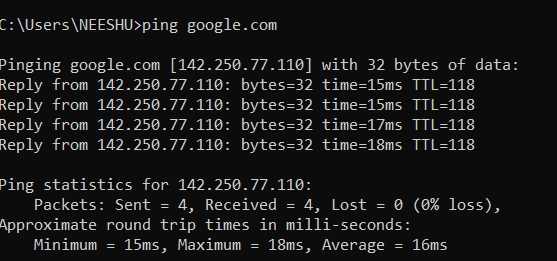 C:\Users\NEESHU>ping google.com
Pinging google.com [142.250.77.110] with 32 bytes of data:
Reply from 142.250.77.110: bytes=32 time=15ms TTL=118
Reply from 142.250.77.110: bytes=32 time=15ms TTL=118
Reply from 142.250.77.110: bytes=32 time=17ms TTL=118
Reply from 142.250.77.110: bytes=32 time=18ms TTL=118
Ping statistics for 142.250.77.110:
Packets: Sent = 4, Received = 4, Lost = 0 (0% loss),
Approximate round trip times in milli-seconds:
Minimum = 15ms, Maximum = 18ms, Average = 16ms